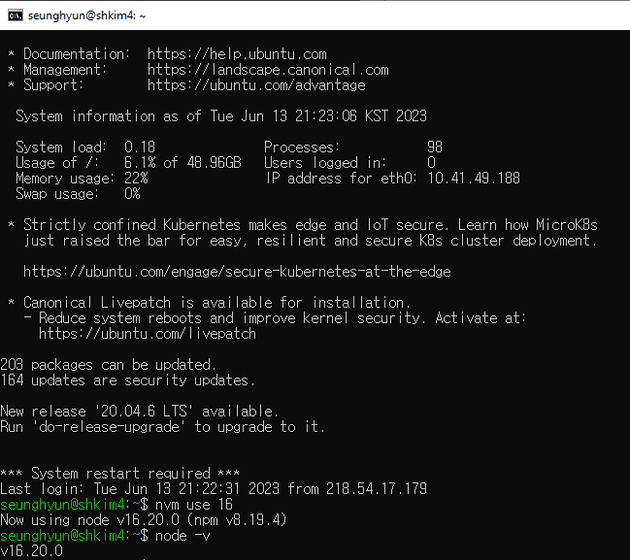 seunghyun@shkim4: ~
* Documentation:  https://help.ubuntu.com
* Management:     https://landscape.canonical.com
* Support:        https://ubuntu.com/advantage
System information as of Tue Jun 13 21:23:06 KST 2023
System load:  0.18              Processes:           98
Usage of /:   6.1% of 48.96GB   Users logged in:     0
Memory usage: 22%               IP address for eth0: 10.41.49.188
Swap usage:   0%
* Strictly confined Kubernetes makes edge and IoT secure. Learn how MicroK8s
just raised the bar for easy, resilient and secure K8s cluster deployment.
https://ubuntu.com/engage/secure-kubernetes-at-the-edge
* Canonical Livepatch is available for installation.
- Reduce system reboots and improve kernel security. Activate at:
https://ubuntu.com/livepatch
203 packages can be updated.
164 updates are security updates.
New release '20.04.6 LTS' available.
Run 'do-release-upgrade' to upgrade to it.
*** System restart required ***
Last login: Tue Jun 13 21:22:31 2023 from 218.54.17.179
seunghyun@shkim4:~$ nvm use 16
Now using node v16.20.0 (npm v8.19.4)
seunghyun@shkim4:~$ node -v
v16.20.0